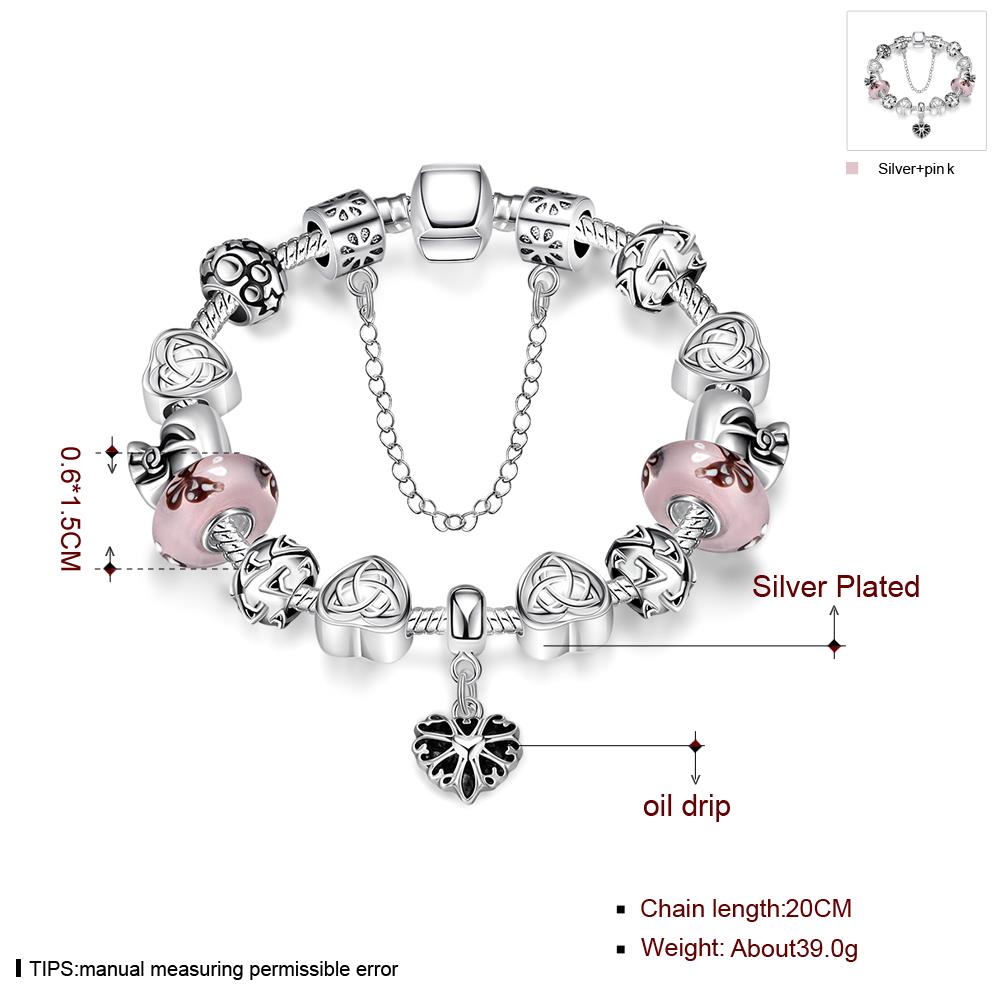 Silver+pink
0.6*1.5CM
Silver Plated
oil drip
▪ Chain length:20CM
▪ Weight: About39.0g
TIPS:manual measuring permissible error